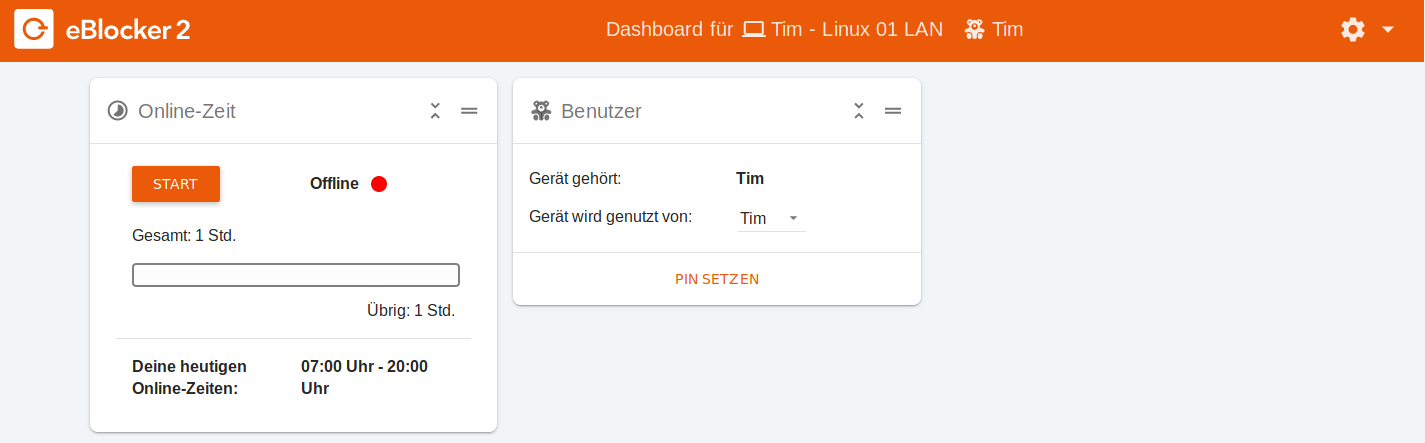 eBlocker 2
Dashboard für Tim - Linux 01 LAN Tim
Online-Zeit
START Offline
Gesamt: 1 Std.
Übrig: 1 Std.
Deine heutigen Online-Zeiten:
07:00 Uhr - 20:00 Uhr
Benutzer
Gerät gehört: Tim
Gerät wird genutzt von: Tim
PIN SETZEN